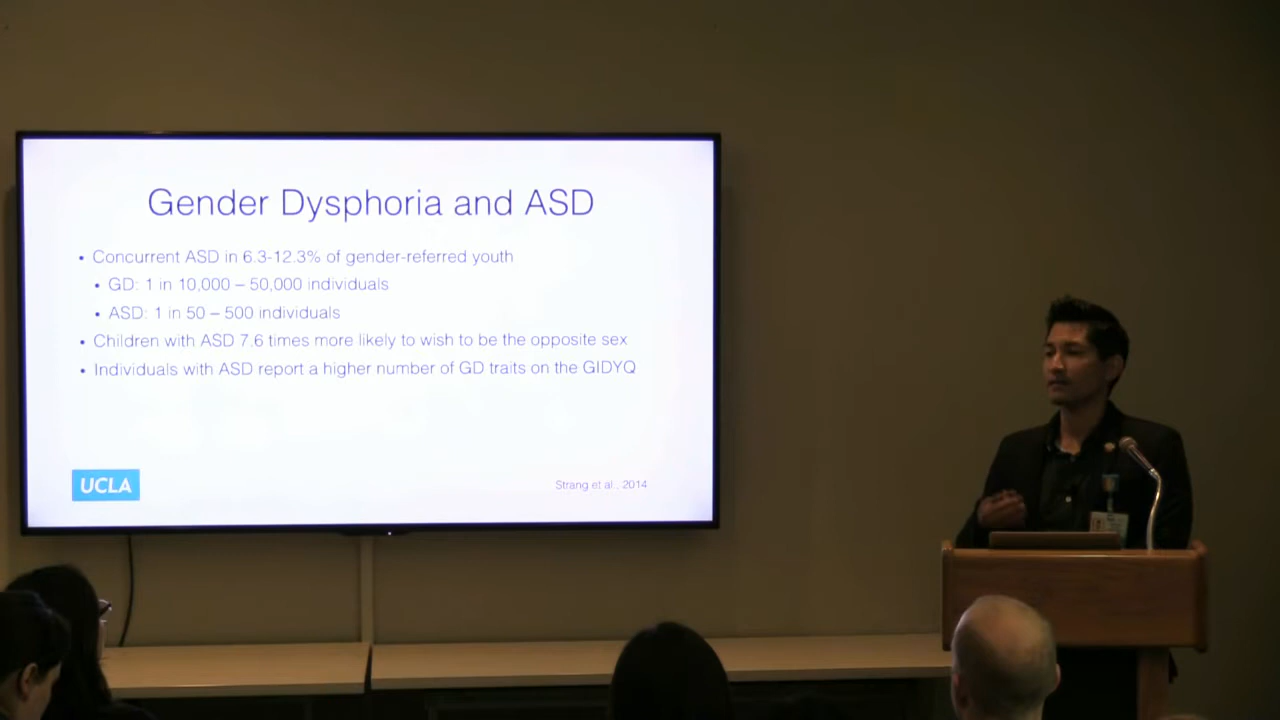 Gender Dysphoria and ASD
• Concurrent ASD in 6.3-12.3% of gender-referred youth
• GD: 1 in 10,000 – 50,000 individuals
• ASD: 1 in 50 – 500 individuals
• Children with ASD 7.6 times more likely to wish to be the opposite sex
• Individuals with ASD report a higher number of GD traits on the GIDYQ
UCLA
Strang et al., 2014